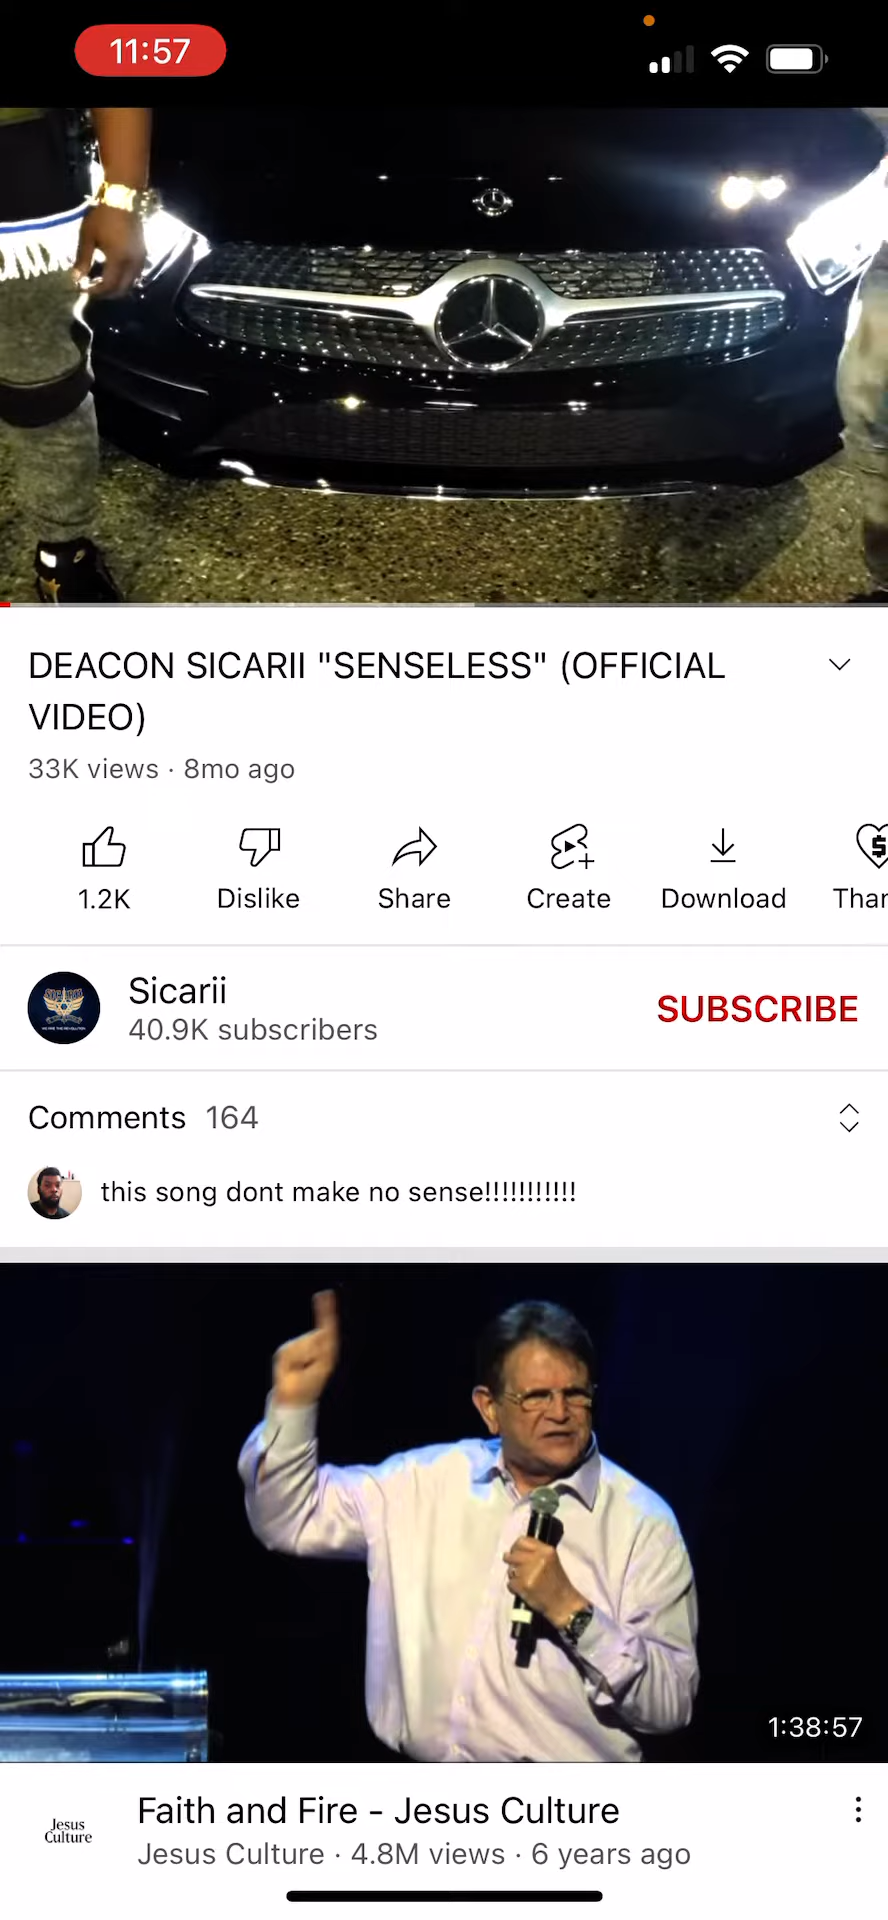 11:57
DEACON SICARII "SENSELESS" (OFFICIAL
VIDEO)
33K views · 8mo ago
1.2K
Dislike
Share
Create
Download
Than
Sicarii
40.9K subscribers
SUBSCRIBE
Comments 164
this song dont make no sense!!!!!!!!!!!
1:38:57
Jesus
Culture
Faith and Fire - Jesus Culture
Jesus Culture · 4.8M views · 6 years ago